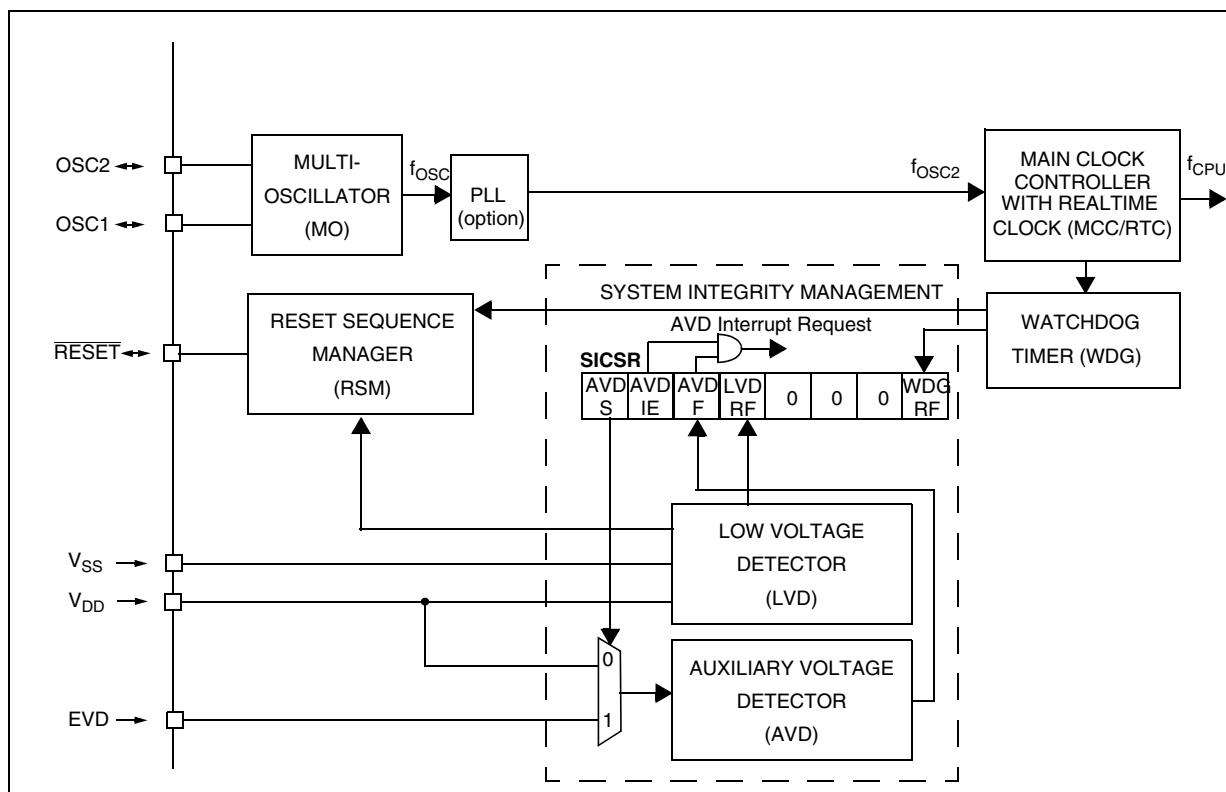 OSC2
OSC1
MULTI-
OSCILLATOR
(MO)
fOSC
PLL
(option)
fOSC2
MAIN CLOCK
CONTROLLER
WITH REALTIME
CLOCK (MCC/RTC)
fCPU
RESET
RESET SEQUENCE
MANAGER
(RSM)
SYSTEM INTEGRITY MANAGEMENT
WATCHDOG
TIMER (WDG)
AVD Interrupt Request
SICSR
AVD AVD AVD LVD WDG
S IE F RF 0 0 0 RF
LOW VOLTAGE
DETECTOR
(LVD)
VSS
VDD
0
1
AUXILIARY VOLTAGE
DETECTOR
(AVD)
EVD